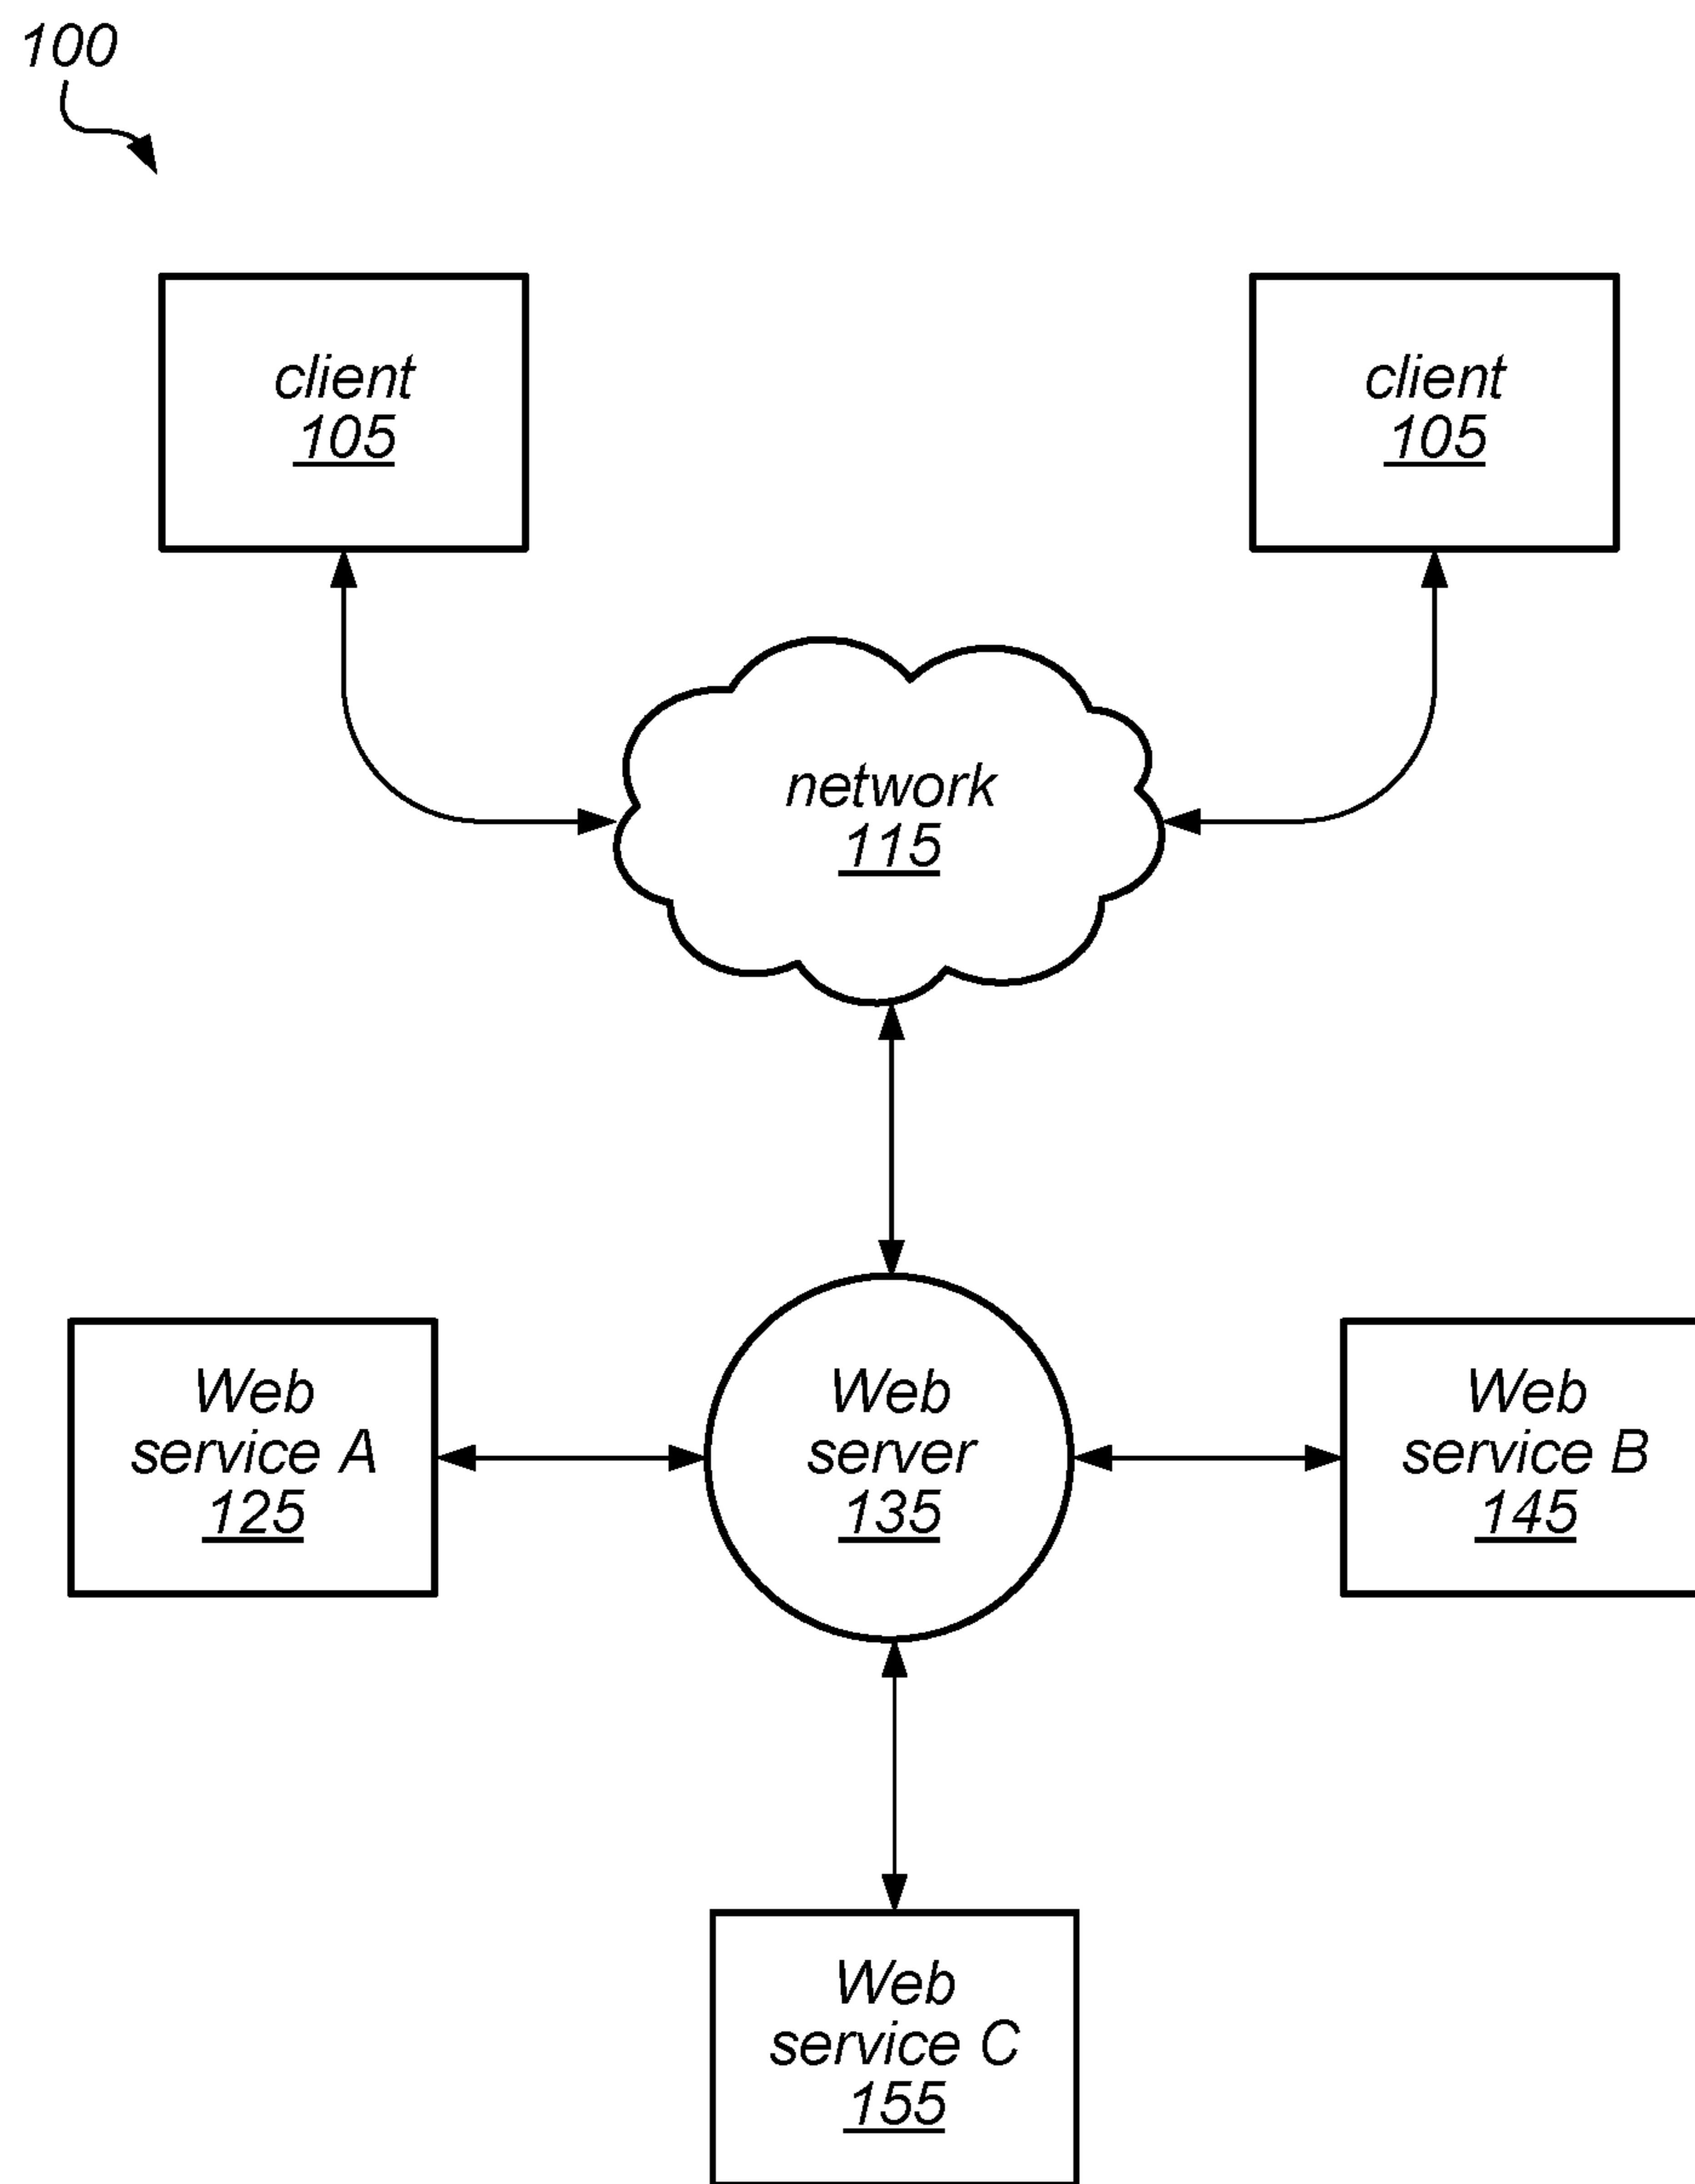 100
client
105
client
105
network
115
Web
service A
125
Web
server
135
Web
service B
145
Web
service C
155